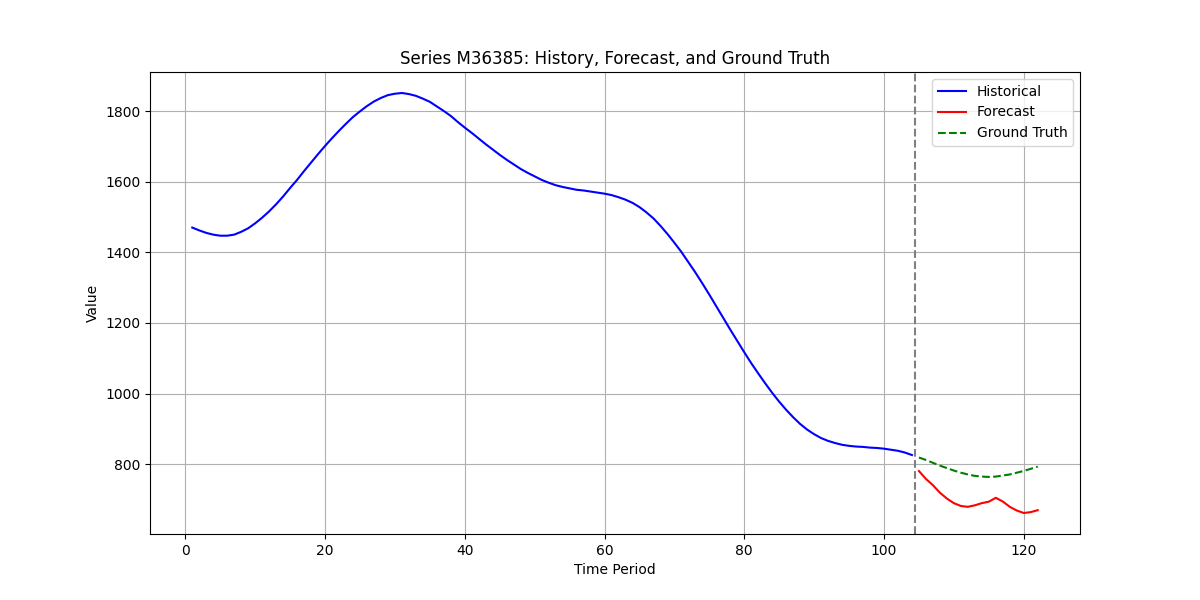 Series M36385: History, Forecast, and Ground Truth
Historical
Forecast
Ground Truth
Value
1800
1600
1400
1200
1000
800
0 20 40 60 80 100 120
Time Period